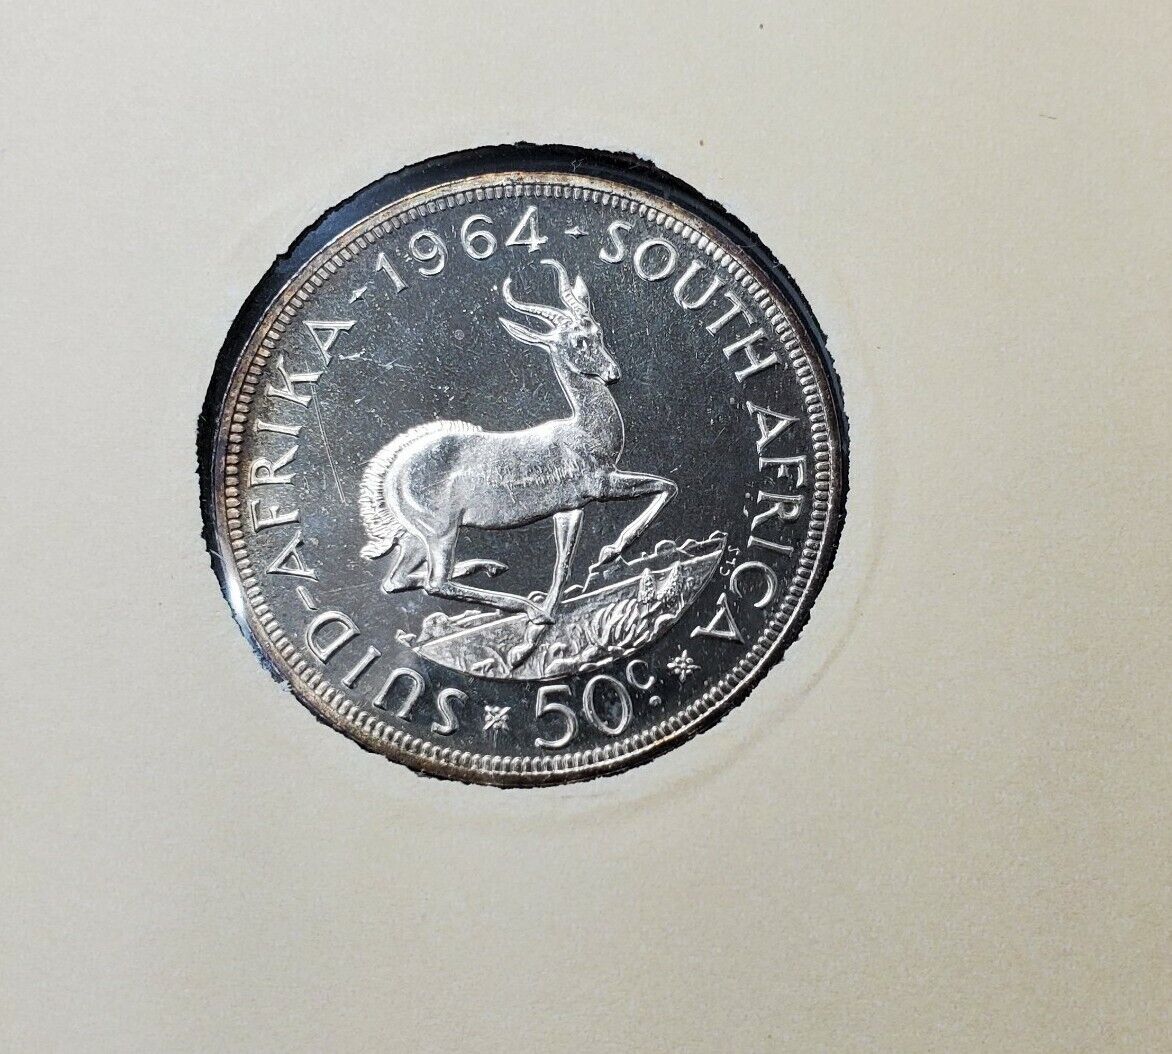 SUID-AFRIKA · 1964 · SOUTH AFRICA
50c